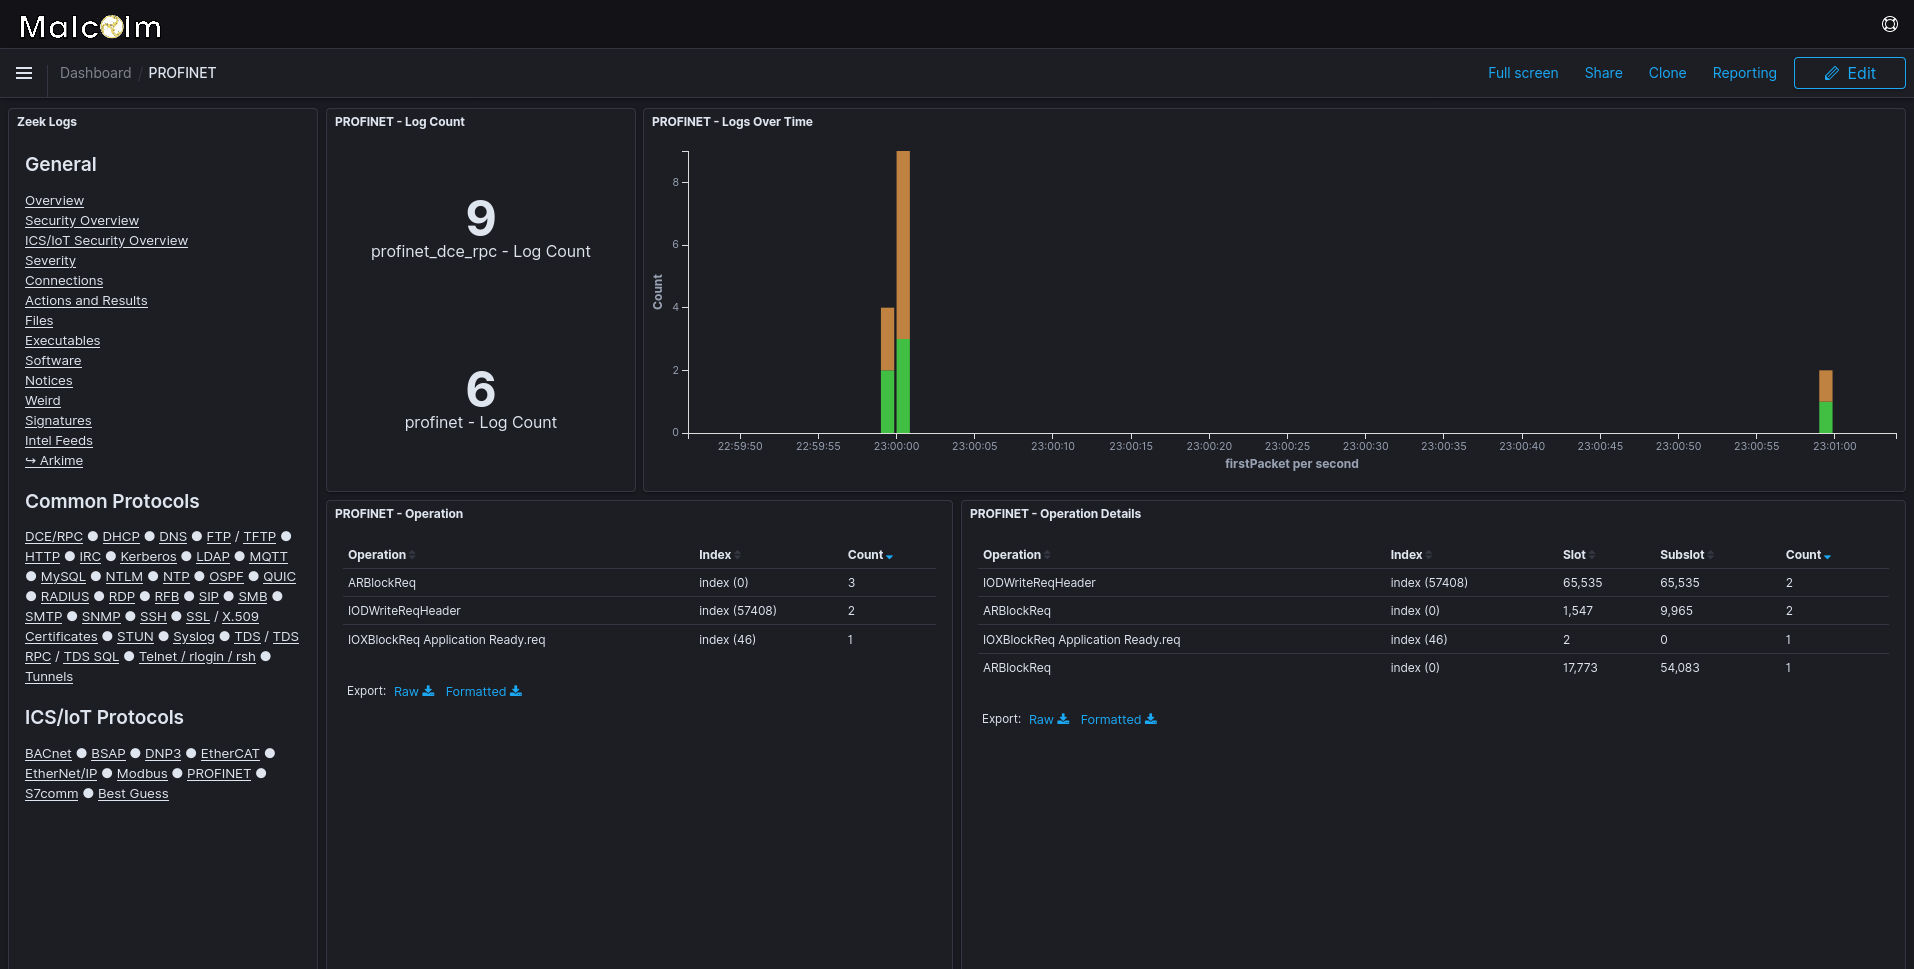 Malcolm
Dashboard / PROFINET
Full screen Share Clone Reporting Edit
Zeek Logs
General
Overview
Security Overview
ICS/IoT Security Overview
Severity
Connections
Actions and Results
Files
Executables
Software
Notices
Weird
Signatures
Intel Feeds
↪ Arkime
Common Protocols
DCE/RPC ● DHCP ● DNS ● FTP / TFTP ●
HTTP ● IRC ● Kerberos ● LDAP ● MQTT
● MySQL ● NTLM ● NTP ● OSPF ● QUIC
● RADIUS ● RDP ● RFB ● SIP ● SMB ●
SMTP ● SNMP ● SSH ● SSL / X.509
Certificates ● STUN ● Syslog ● TDS / TDS
RPC / TDS SQL ● Telnet / rlogin / rsh ●
Tunnels
ICS/IoT Protocols
BACnet ● BSAP ● DNP3 ● EtherCAT ●
EtherNet/IP ● Modbus ● PROFINET ●
S7comm ● Best Guess
PROFINET - Log Count
9
profinet_dce_rpc - Log Count
6
profinet - Log Count
PROFINET - Logs Over Time
Count
8
6
4
2
0
22:59:50 22:59:55 23:00:00 23:00:05 23:00:10 23:00:15 23:00:20 23:00:25 23:00:30 23:00:35 23:00:40 23:00:45 23:00:50 23:00:55 23:01:00
firstPacket per second
PROFINET - Operation
Operation Index Count
ARBlockReq index (0) 3
IODWriteReqHeader index (57408) 2
IOXBlockReq Application Ready.req index (46) 1
Export: Raw Formatted
PROFINET - Operation Details
Operation Index Slot Subslot Count
IODWriteReqHeader index (57408) 65,535 65,535 2
ARBlockReq index (0) 1,547 9,965 2
IOXBlockReq Application Ready.req index (46) 2 0 1
ARBlockReq index (0) 17,773 54,083 1
Export: Raw Formatted